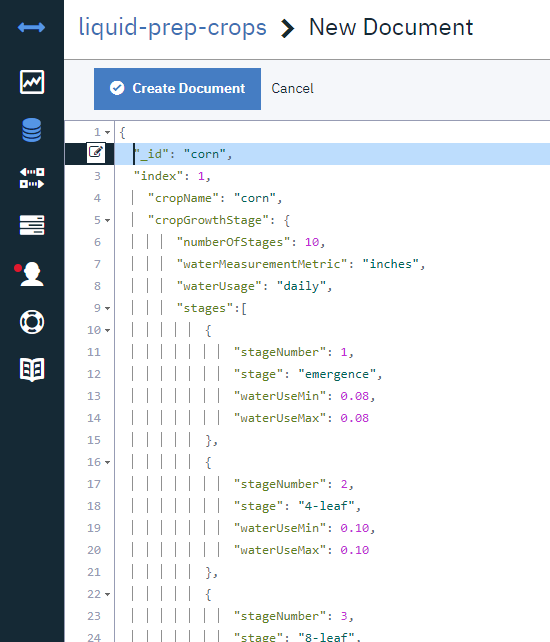 liquid-prep-crops > New Document
Create Document Cancel
1 {
"_id": "corn",
3 "index": 1,
4 "cropName": "corn",
5 "cropGrowthStage": {
6 "numberOfStages": 10,
7 "waterMeasurementMetric": "inches",
8 "waterUsage": "daily",
9 "stages":[
10 {
11 "stageNumber": 1,
12 "stage": "emergence",
13 "waterUseMin": 0.08,
14 "waterUseMax": 0.08
15 },
16 {
17 "stageNumber": 2,
18 "stage": "4-leaf",
19 "waterUseMin": 0.10,
20 "waterUseMax": 0.10
21 },
22 {
23 "stageNumber": 3,
24 "stage": "8-leaf",